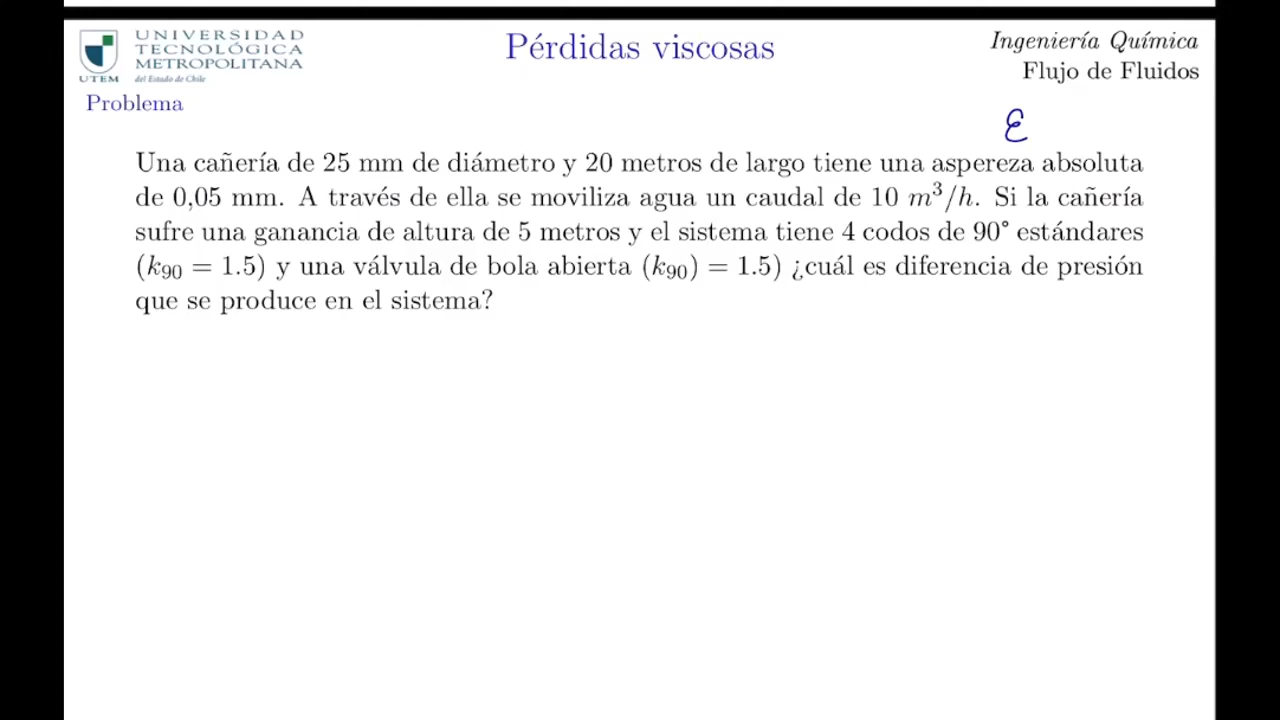 UNIVERSIDAD
TECNOLÓGICA
METROPOLITANA
del Estado de Chile
UTEM
Pérdidas viscosas
Ingeniería Química
Flujo de Fluidos
Problema
ε
Una cañería de 25 mm de diámetro y 20 metros de largo tiene una aspereza absoluta
de 0,05 mm. A través de ella se moviliza agua un caudal de 10 m³/h. Si la cañería
sufre una ganancia de altura de 5 metros y el sistema tiene 4 codos de 90° estándares
(k₉₀ = 1.5) y una válvula de bola abierta (k₉₀) = 1.5) ¿cuál es diferencia de presión
que se produce en el sistema?